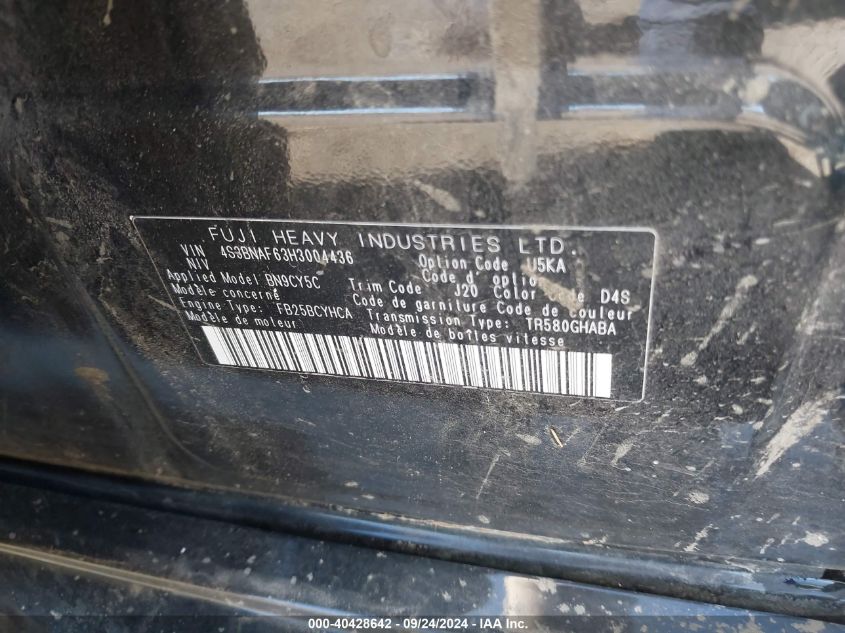 FUJI HEAVY INDUSTRIES LTD.
VIN 4S3BNAF63H3004436 Option Code U5KA
NIV Code d'option
Applied Model BN9CY5C Trim Code J20 Color Code D4S
Modèle concerné Code de garniture Code de couleur
Engine Type: FB25BCYHCA Transmission Type: TR580GHABA
Modèle de moteur Modèle de boîtes vitesse
000-40428642 - 09/24/2024 - IAA Inc.